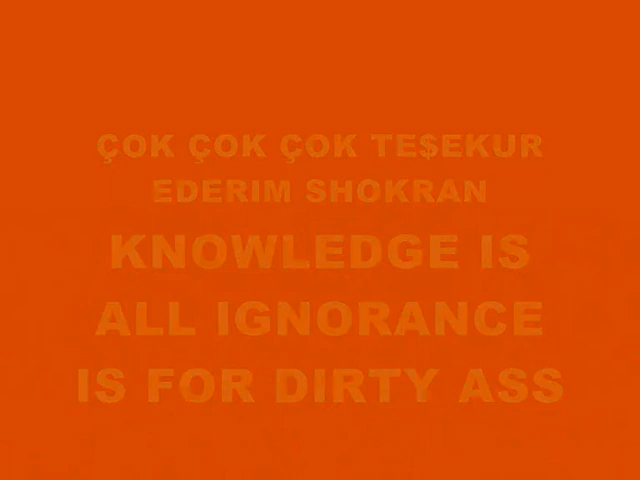 ÇOK ÇOK ÇOK TEŞEKUR
EDERIM SHOKRAN
KNOWLEDGE IS
ALL IGNORANCE
IS FOR DIRTY ASS